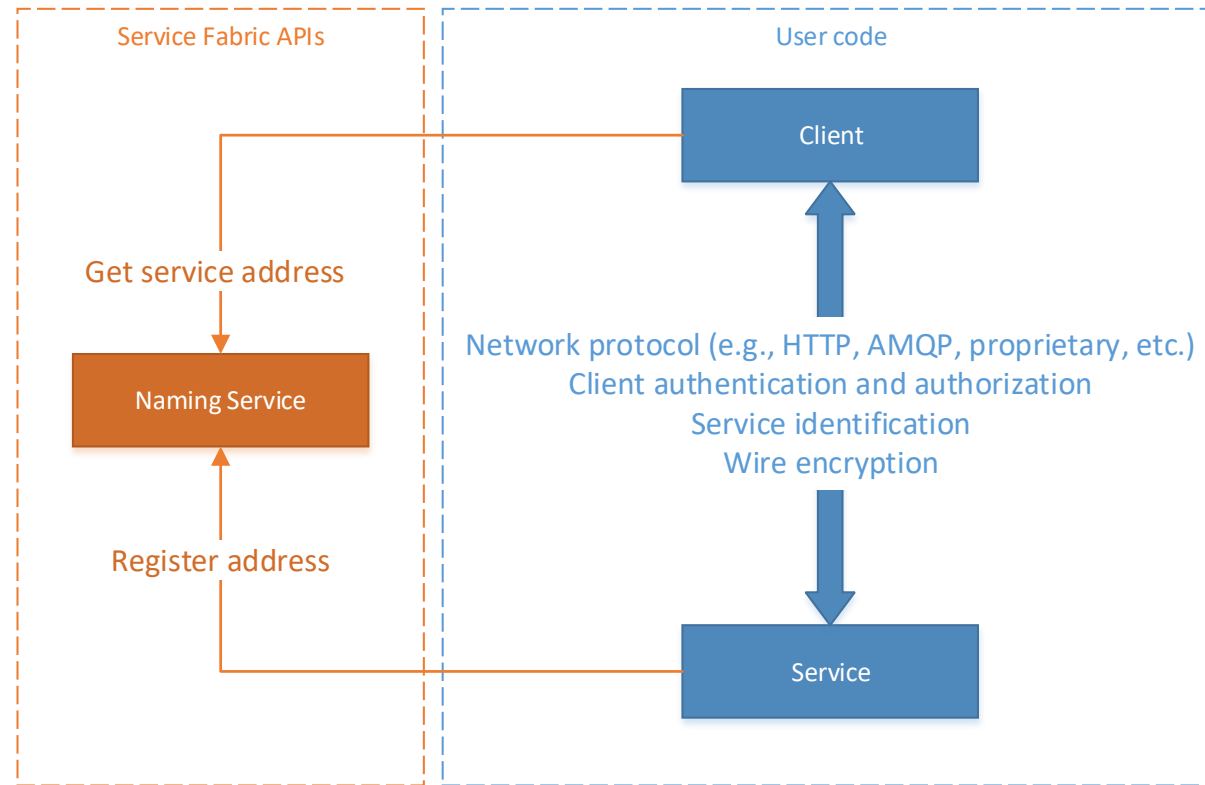 Service Fabric APIs
User code
Client
Get service address
Network protocol (e.g., HTTP, AMQP, proprietary, etc.)
Client authentication and authorization
Service identification
Wire encryption
Naming Service
Register address
Service